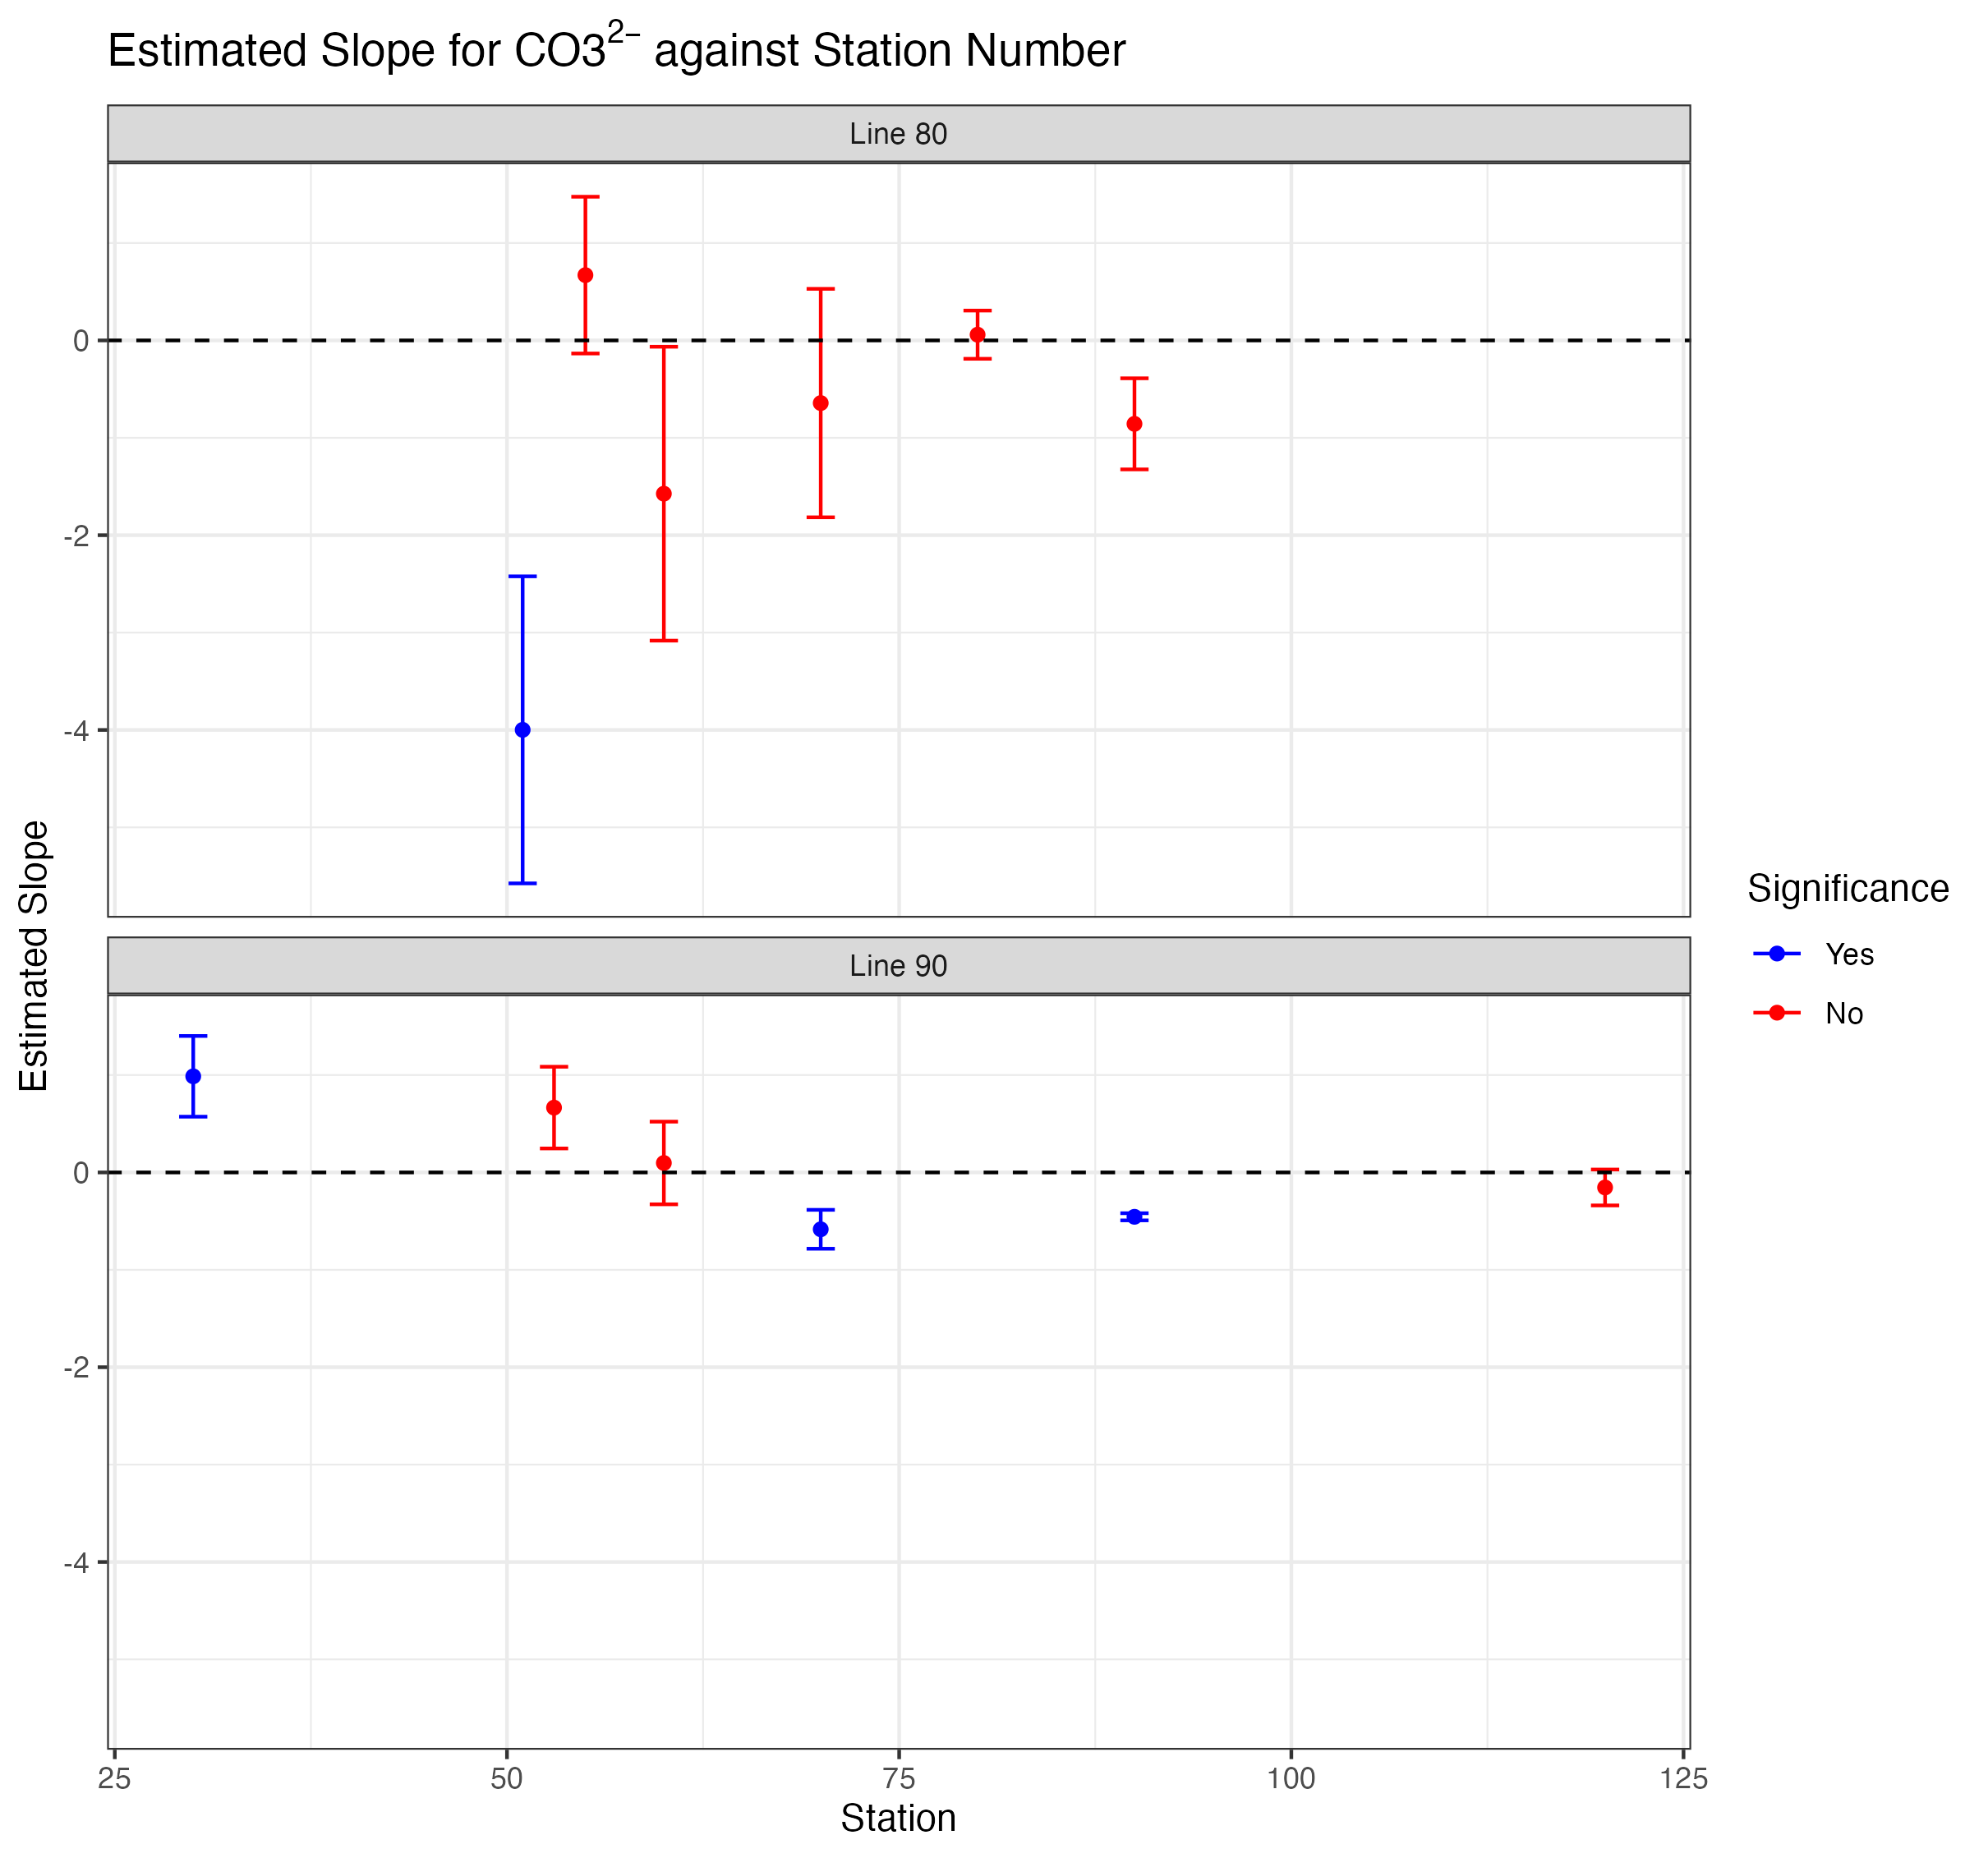 Estimated Slope for CO3²⁻ against Station Number
Line 80
0
-2
-4
Line 90
0
-2
-4
25 50 75 100 125
Station
Estimated Slope
Significance
Yes
No